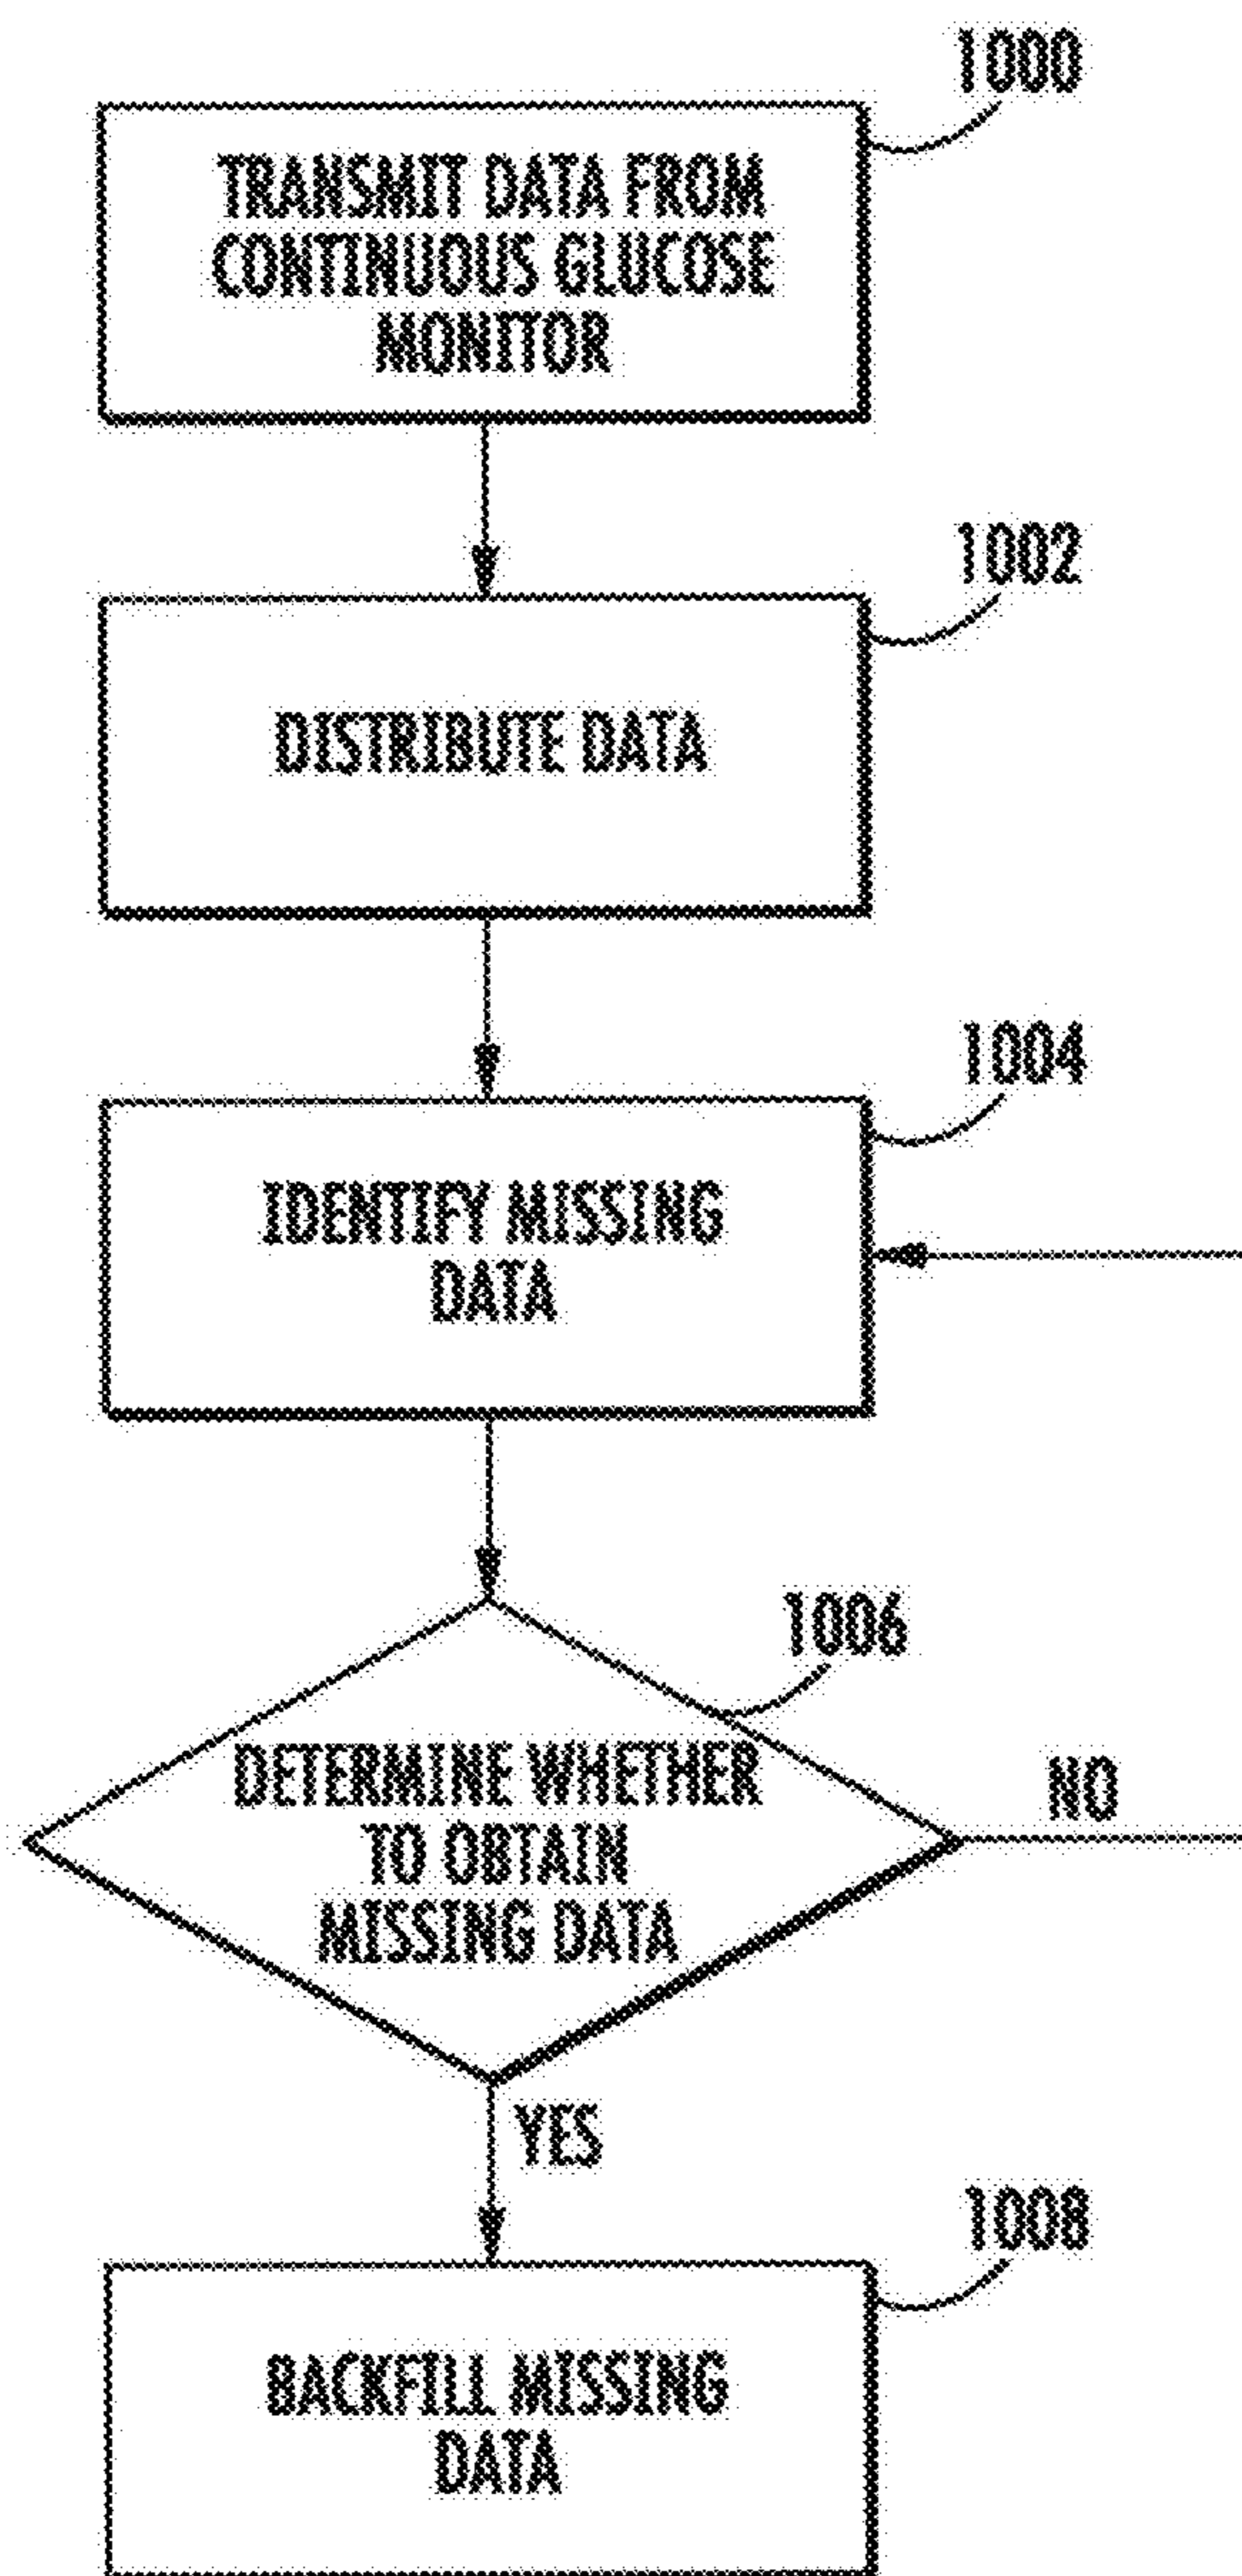 1000
TRANSMIT DATA FROM
CONTINUOUS GLUCOSE
MONITOR
1002
DISTRIBUTE DATA
1004
IDENTIFY MISSING
DATA
1006
DETERMINE WHETHER
TO OBTAIN
MISSING DATA
NO
YES
1008
BACKFILL MISSING
DATA